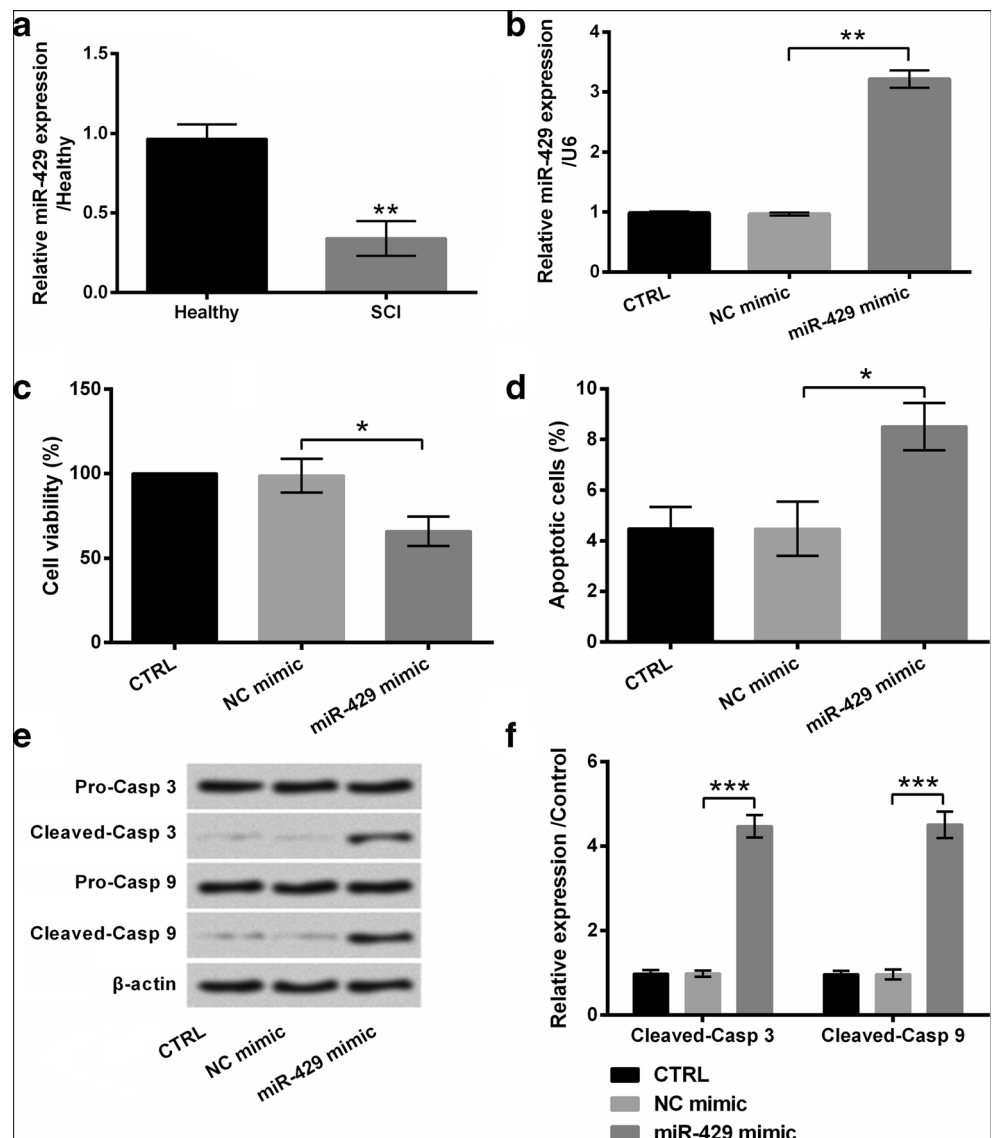 a
Relative miR-429 expression
/Healthy
1.5
1.0
0.5
0.0
**
Healthy
SCI
b
Relative miR-429 expression
/U6
4
3
2
1
0
**
CTRL
NC mimic
miR-429 mimic
c
Cell viability (%)
150
100
50
0
*
CTRL
NC mimic
miR-429 mimic
d
Apoptotic cells (%)
10
8
6
4
2
0
*
CTRL
NC mimic
miR-429 mimic
e
Pro-Casp 3
Cleaved-Casp 3
Pro-Casp 9
Cleaved-Casp 9
β-actin
CTRL
NC mimic
miR-429 mimic
f
Relative expression /Control
6
4
2
0
***
***
Cleaved-Casp 3
Cleaved-Casp 9
CTRL
NC mimic
miR-429 mimic